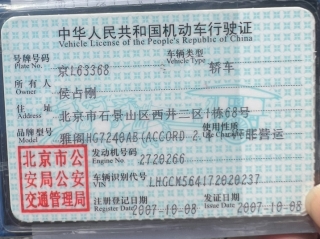 中华人民共和国机动车行驶证
Vehicle License of the People's Republic of China
号牌号码 京L63368 车辆类型 轿车
Plate No. Vehicle Type
所有人 侯占刚
Owner
住址 北京市石景山区西井二区1栋68号
Address
品牌型号 雅阁HG7240AB(ACCORD 2.4 使用性质 非营运
Model
北京市公安局公安交通管理局
发动机号码 2720266
Engine No.
车辆识别代号 LHGCM564172020237
VIN
注册登记日期 2007-10-08 发证日期 2007-10-08
Register Date Issue Date